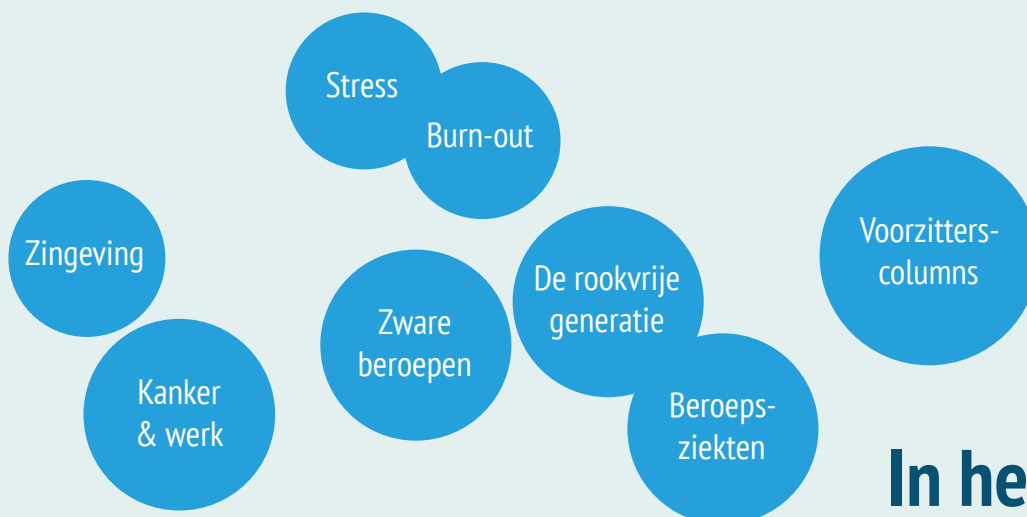 Stress
Burn-out
Zingeving
Voorzitters-
columns
De rookvrije
generatie
Zware
beroepen
Kanker
& werk
Beroeps-
ziekten
In he